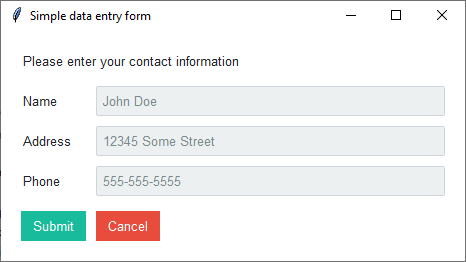 Simple data entry form
Please enter your contact information
Name John Doe
Address 12345 Some Street
Phone 555-555-5555
Submit Cancel